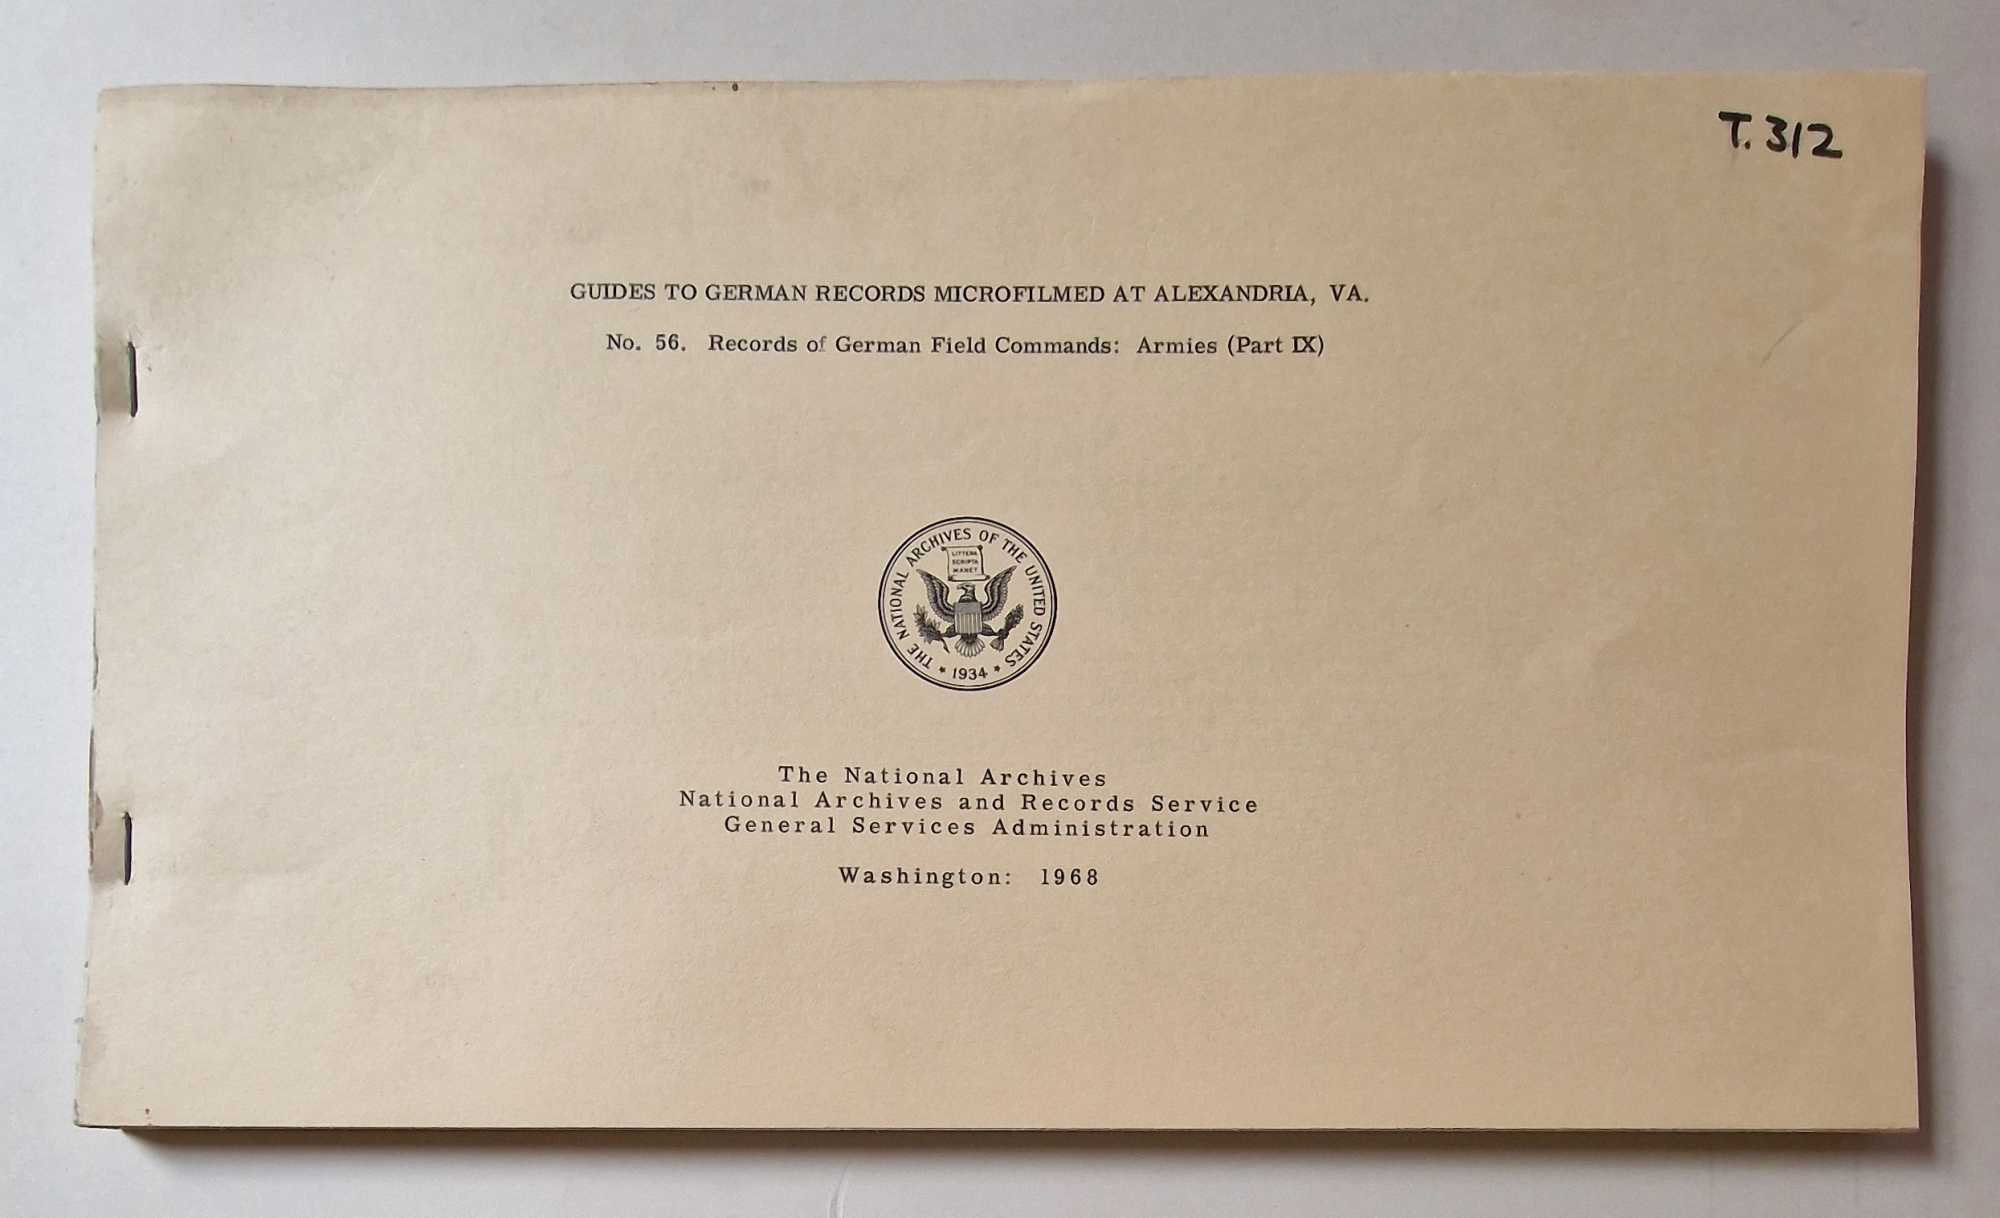 T. 312
GUIDES TO GERMAN RECORDS MICROFILMED AT ALEXANDRIA, VA.
No. 56. Records of German Field Commands: Armies (Part IX)
THE NATIONAL ARCHIVES OF THE UNITED STATES
LITTERA
SCRIPTA
MANET
* 1934 *
The National Archives
National Archives and Records Service
General Services Administration
Washington: 1968